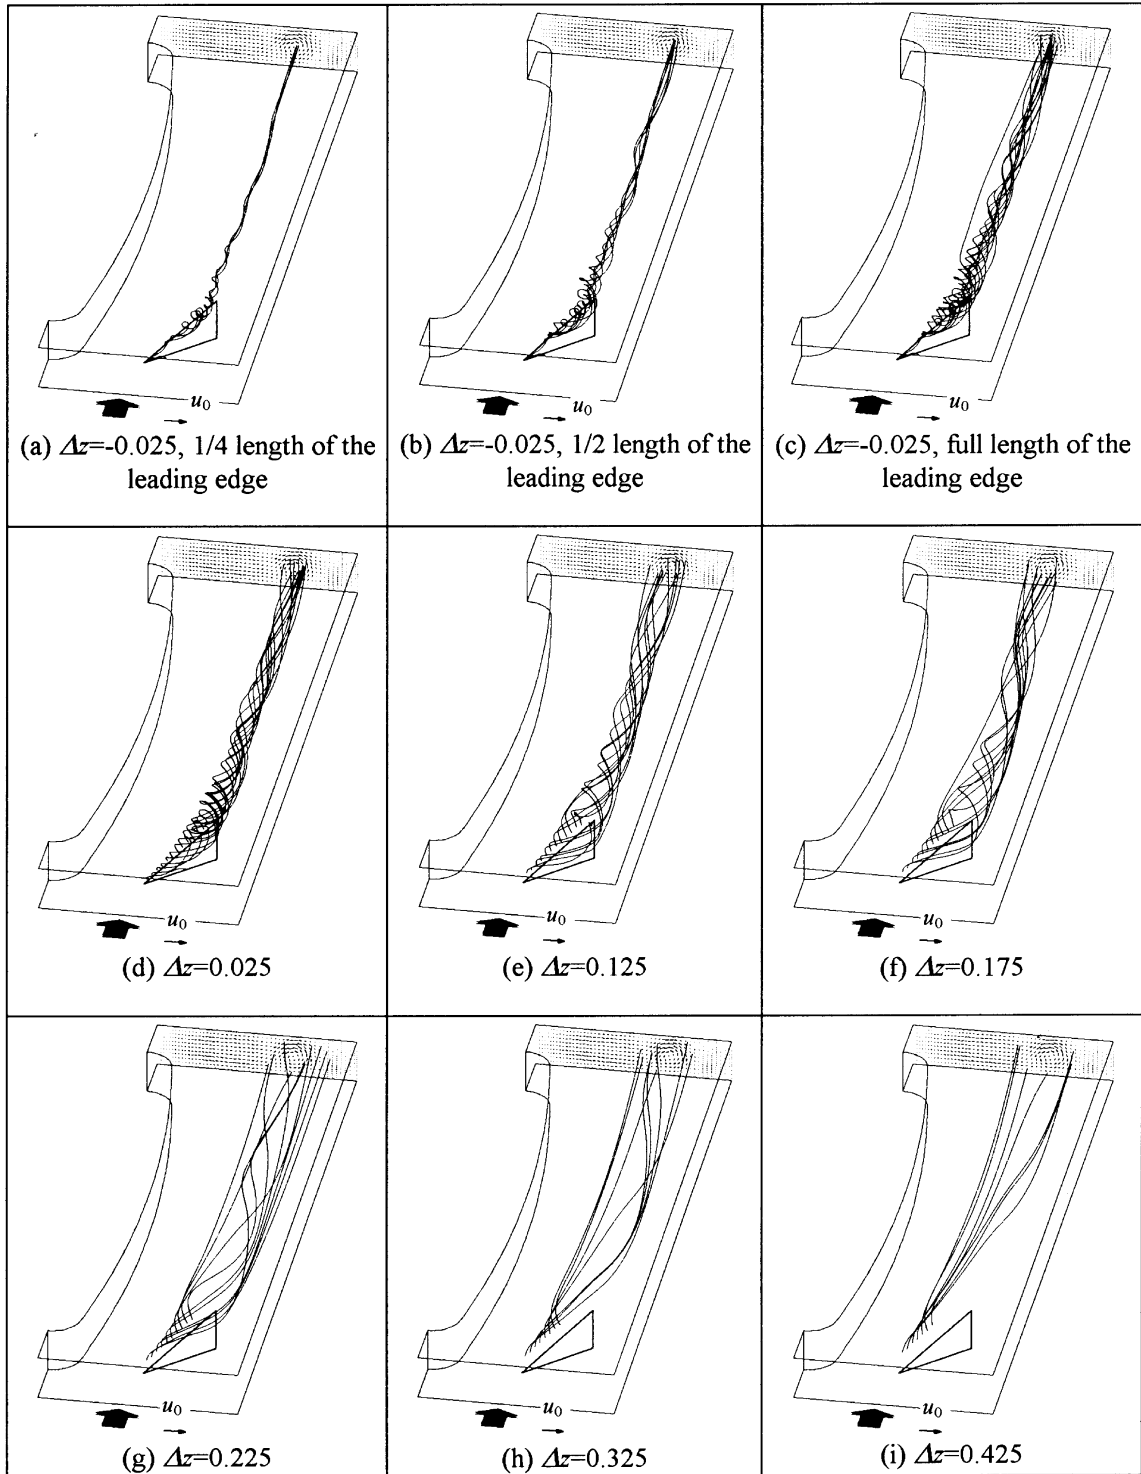 u0
u0
u0
(a) Δz=-0.025, 1/4 length of the
leading edge
(b) Δz=-0.025, 1/2 length of the
leading edge
(c) Δz=-0.025, full length of the
leading edge
u0
u0
u0
(d) Δz=0.025
(e) Δz=0.125
(f) Δz=0.175
u0
u0
u0
(g) Δz=0.225
(h) Δz=0.325
(i) Δz=0.425